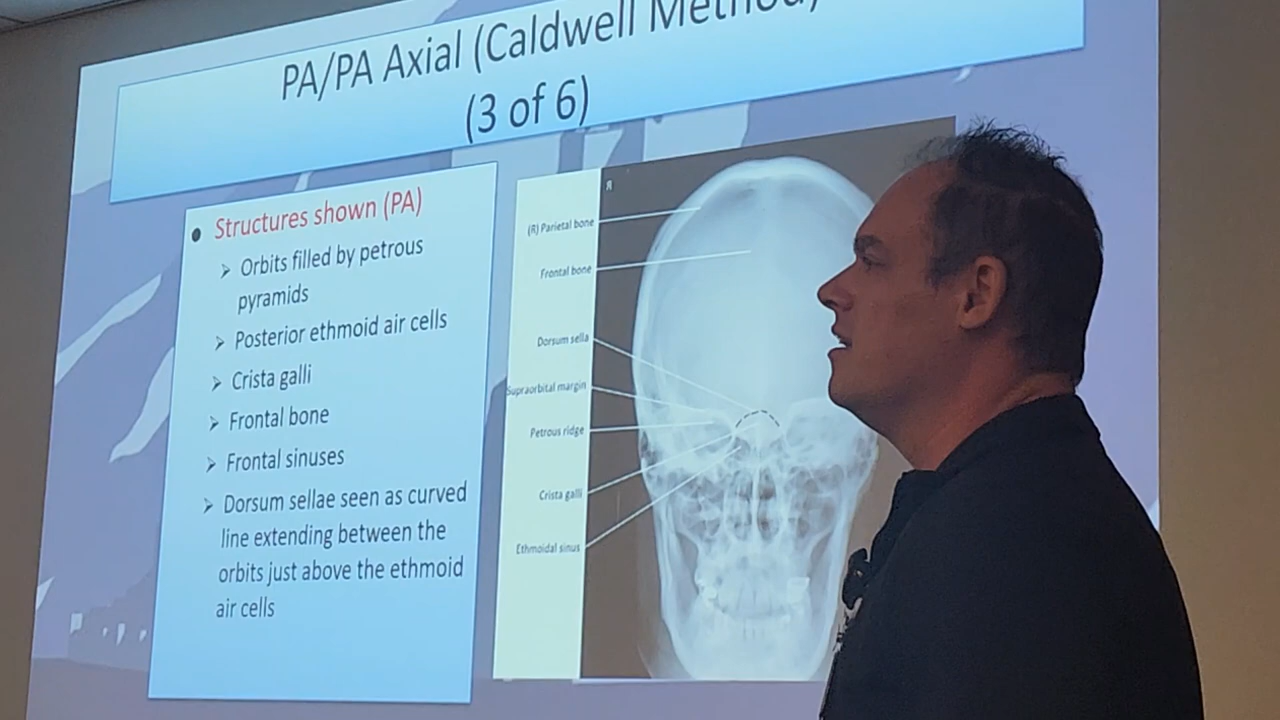 PA/PA Axial (Caldwell Method)
(3 of 6)
• Structures shown (PA)
➤ Orbits filled by petrous
pyramids
➤ Posterior ethmoid air cells
➤ Crista galli
➤ Frontal bone
➤ Frontal sinuses
➤ Dorsum sellae seen as curved
line extending between the
orbits just above the ethmoid
air cells
R
(R) Parietal bone
Frontal bone
Dorsum sella
Supraorbital margin
Petrous ridge
Crista galli
Ethmoidal sinus